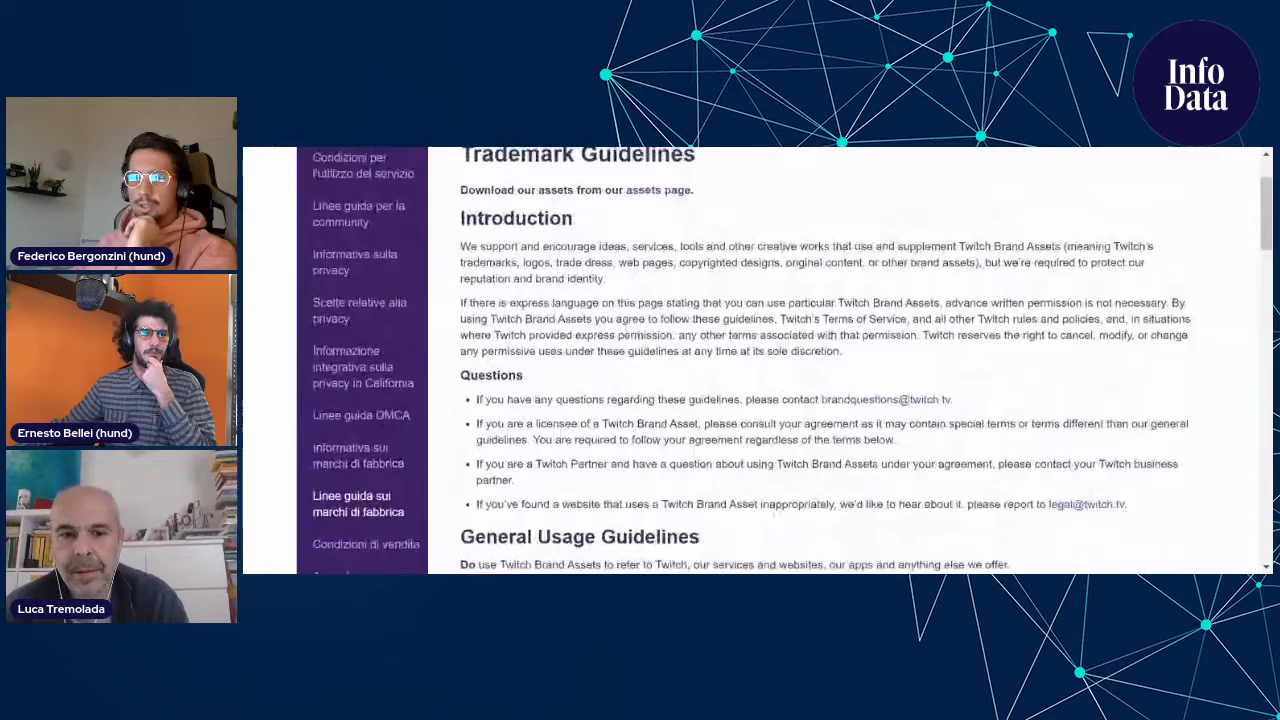 Info
Data
Federico Bergonzini (hund)
Ernesto Bellei (hund)
Luca Tremolada
Condizioni per
l'utilizzo del servizio
Linee guida per la
community
Informativa sulla
privacy
Scelte relative alla
privacy
Informazione
integrativa sulla
privacy in California
Linee guida DMCA
Informativa sui
marchi di fabbrica
Linee guida sui
marchi di fabbrica
Condizioni di vendita
Trademark Guidelines
Download our assets from our assets page.
Introduction
We support and encourage ideas, services, tools and other creative works that use and supplement Twitch Brand Assets (meaning Twitch's
trademarks, logos, trade dress, web pages, copyrighted designs, original content, or other brand assets), but we're required to protect our
reputation and brand identity.
If there is express language on this page stating that you can use particular Twitch Brand Assets, advance written permission is not necessary. By
using Twitch Brand Assets you agree to follow these guidelines, Twitch's Terms of Service, and all other Twitch rules and policies, and, in situations
where Twitch provided express permission, any other terms associated with that permission. Twitch reserves the right to cancel, modify, or change
any permissive uses under these guidelines at any time at its sole discretion.
Questions
• If you have any questions regarding these guidelines, please contact brandquestions@twitch.tv.
• If you are a licensee of a Twitch Brand Asset, please consult your agreement as it may contain special terms or terms different than our general
guidelines. You are required to follow your agreement regardless of the terms below.
• If you are a Twitch Partner and have a question about using Twitch Brand Assets under your agreement, please contact your Twitch business
partner.
• If you've found a website that uses a Twitch Brand Asset inappropriately, we'd like to hear about it, please report to legal@twitch.tv.
General Usage Guidelines
Do use Twitch Brand Assets to refer to Twitch, our services and websites, our apps and anything else we offer.